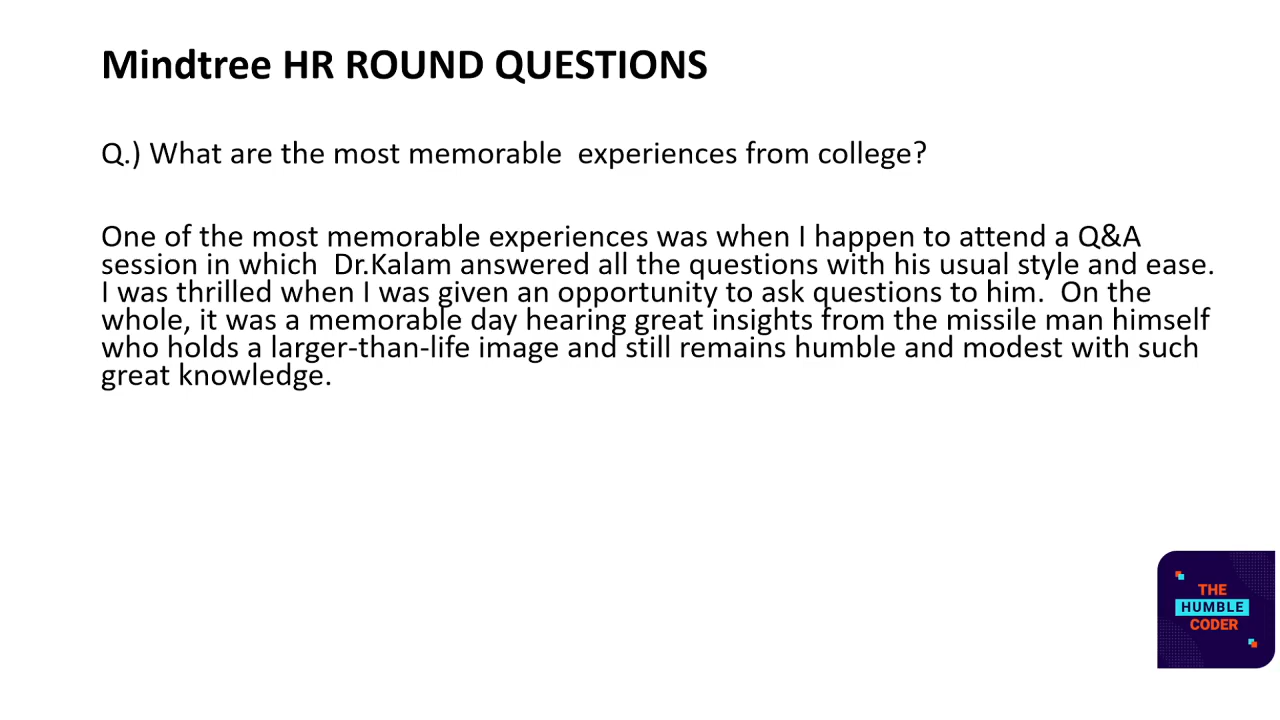 Mindtree HR ROUND QUESTIONS
Q.) What are the most memorable  experiences from college?
One of the most memorable experiences was when I happen to attend a Q&A
session in which  Dr.Kalam answered all the questions with his usual style and ease.
I was thrilled when I was given an opportunity to ask questions to him.  On the
whole, it was a memorable day hearing great insights from the missile man himself
who holds a larger-than-life image and still remains humble and modest with such
great knowledge.
THE
HUMBLE
CODER